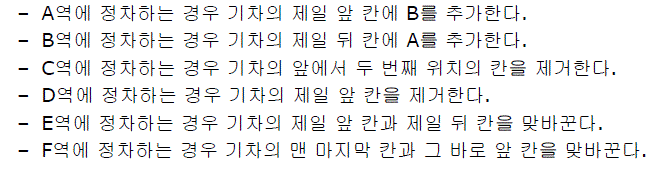 – A역에 정차하는 경우 기차의 제일 앞 칸에 B를 추가한다.
– B역에 정차하는 경우 기차의 제일 뒤 칸에 A를 추가한다.
– C역에 정차하는 경우 기차의 앞에서 두 번째 위치의 칸을 제거한다.
– D역에 정차하는 경우 기차의 제일 앞 칸을 제거한다.
– E역에 정차하는 경우 기차의 제일 앞 칸과 제일 뒤 칸을 맞바꾼다.
– F역에 정차하는 경우 기차의 맨 마지막 칸과 그 바로 앞 칸을 맞바꾼다.